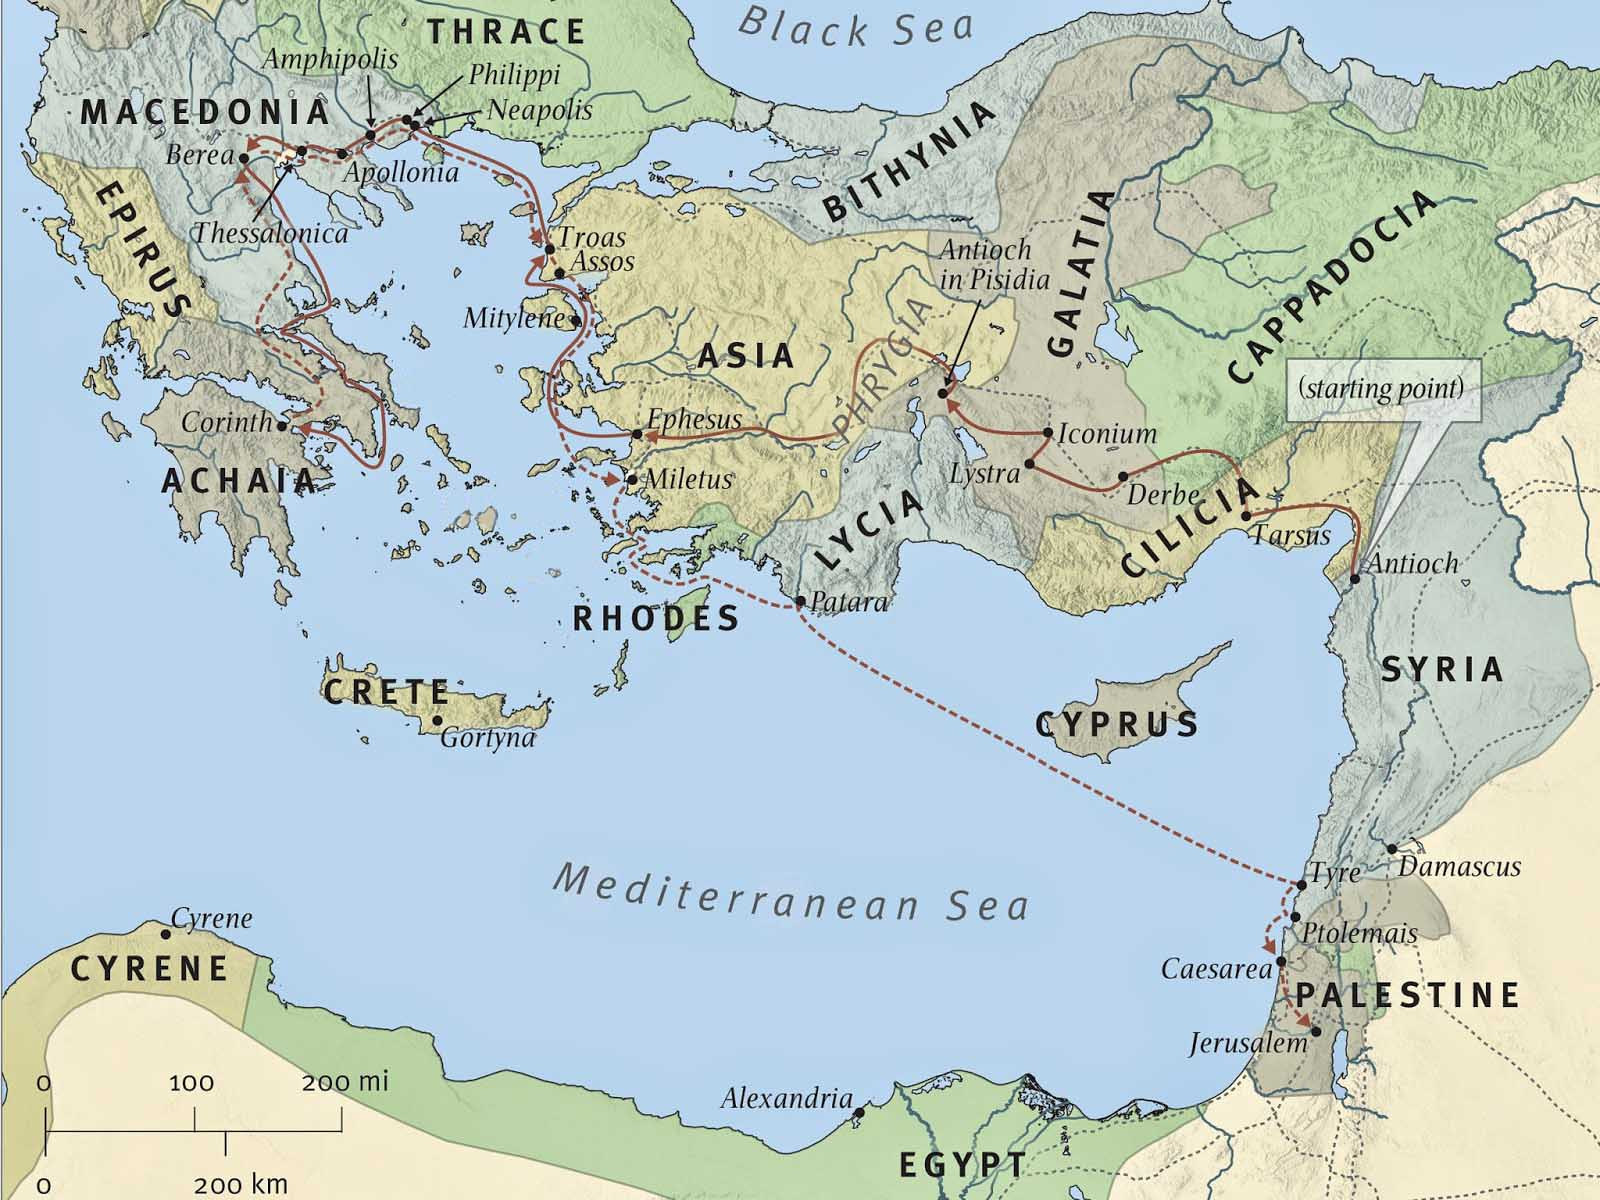 Black Sea
THRACE
Amphipolis
Philippi
Neapolis
MACEDONIA
Berea
Apollonia
Thessalonica
EPIRUS
BITHYNIA
GALATIA
CAPPADOCIA
Troas
Assos
Antioch
in Pisidia
Mitylene
ASIA
PHRYGIA
(starting point)
Corinth
ACHAIA
Ephesus
Miletus
Iconium
Lystra
Derbe
LYCIA
CILICIA
Tarsus
Antioch
Patara
RHODES
SYRIA
CRETE
Gortyna
CYPRUS
Mediterranean Sea
Tyre
Damascus
Ptolemais
Cyrene
CYRENE
Caesarea
PALESTINE
Jerusalem
Alexandria
EGYPT
0 100 200 mi
0 200 km